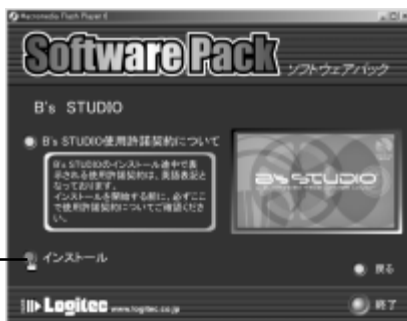 Macromedia Flash Player 6
Software Pack
ソフトウェアパック
B's STUDIO
B's STUDIO使用許諾契約について
B's STUDIOのインストール途中で表
示される使用許諾契約は、英語表記と
なっております。
インストールを開始する前に、必ずここ
で使用許諾契約についてご確認くださ
い。
B's STUDIO
インストール
戻る
Logitec www.logitec.co.jp
終了